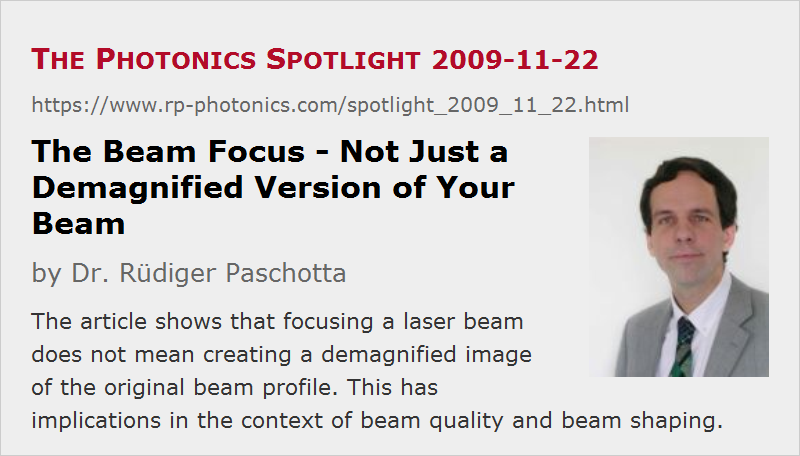 The Photonics Spotlight 2009-11-22
https://www.rp-photonics.com/spotlight_2009_11_22.html
The Beam Focus - Not Just a
Demagnified Version of Your
Beam
by Dr. Rüdiger Paschotta
The article shows that focusing a laser beam
does not mean creating a demagnified image
of the original beam profile. This has
implications in the context of beam quality and beam shaping.